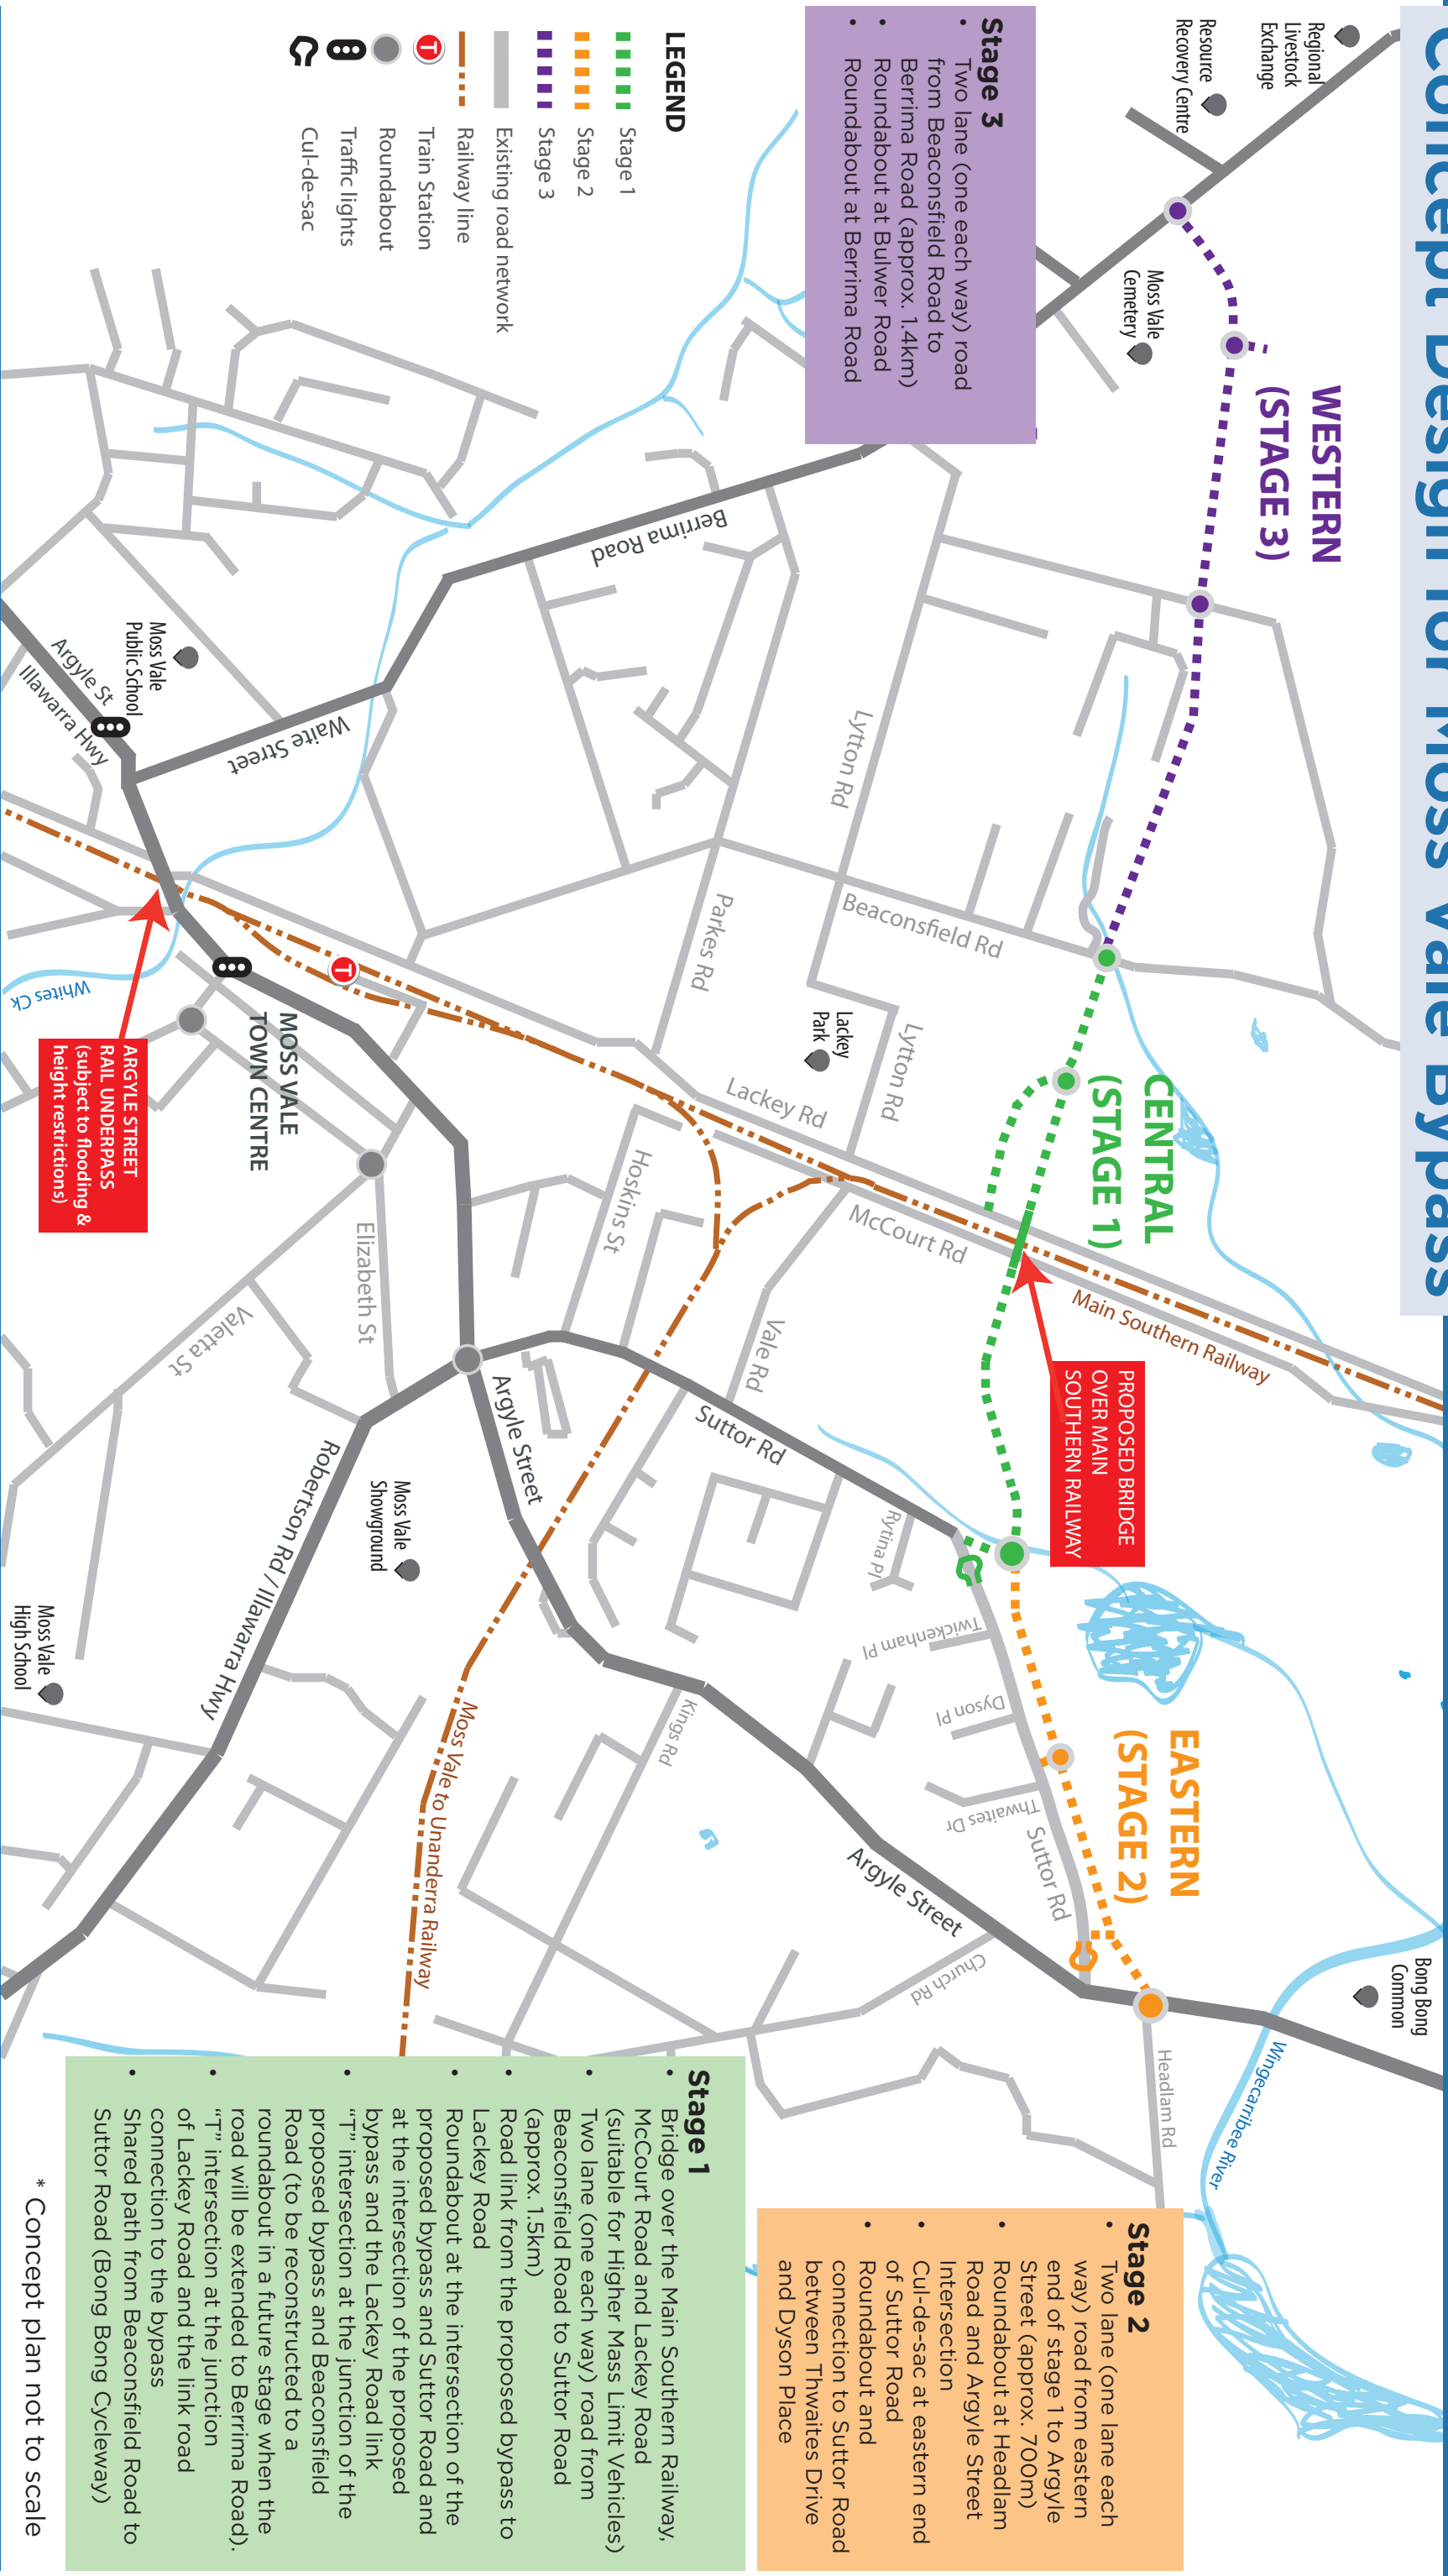 Concept Design for Moss Vale Bypass
Regional
Livestock
Exchange
Resource
Recovery Centre
Moss Vale
Cemetery
WESTERN
(STAGE 3)
CENTRAL
(STAGE 1)
EASTERN
(STAGE 2)
Bong Bong
Common
Stage 3
• Two lane (one each way) road
from Beaconsfield Road to
Berrima Road (approx. 1.4km)
• Roundabout at Bulwer Road
• Roundabout at Berrima Road
LEGEND
Stage 1
Stage 2
Stage 3
Existing road network
Railway line
T
Train Station
Roundabout
Traffic lights
Cul-de-sac
Berrima Road
Waite Street
Moss Vale
Public School
Argyle St
Illawarra Hwy
Lytton Rd
Beaconsfield Rd
Parkes Rd
Lackey
Park
Lytton Rd
Lackey Rd
McCourt Rd
Main Southern Railway
PROPOSED BRIDGE
OVER MAIN
SOUTHERN RAILWAY
Whites Ck
T
MOSS VALE
TOWN CENTRE
ARGYLE STREET
RAIL UNDERPASS
(subject to flooding &
height restrictions)
Hoskins St
Elizabeth St
Valetta St
Vale Rd
Suttor Rd
Argyle Street
Robertson Rd / Illawarra Hwy
Moss Vale
Showground
Moss Vale
High School
Rytina Pl
Twickenham Pl
Dyson Pl
Thwaites Dr
Suttor Rd
Kings Rd
Moss Vale to Unanderra Railway
Argyle Street
Church Rd
Headlam Rd
Wingecarribee River
Stage 2
• Two lane (one lane each
way) road from eastern
end of stage 1 to Argyle
Street (approx. 700m)
• Roundabout at Headlam
Road and Argyle Street
Intersection
• Cul-de-sac at eastern end
of Suttor Road
• Roundabout and
connection to Suttor Road
between Thwaites Drive
and Dyson Place
Stage 1
• Bridge over the Main Southern Railway,
McCourt Road and Lackey Road
(suitable for Higher Mass Limit Vehicles)
• Two lane (one each way) road from
Beaconsfield Road to Suttor Road
(approx. 1.5km)
• Road link from the proposed bypass to
Lackey Road
• Roundabout at the intersection of the
proposed bypass and Suttor Road and
at the intersection of the proposed
bypass and the Lackey Road link
• “T” intersection at the junction of the
proposed bypass and Beaconsfield
Road (to be reconstructed to a
roundabout in a future stage when the
road will be extended to Berrima Road).
• “T” intersection at the junction
of Lackey Road and the link road
connection to the bypass
• Shared path from Beaconsfield Road to
Suttor Road (Bong Bong Cycleway)
* Concept plan not to scale